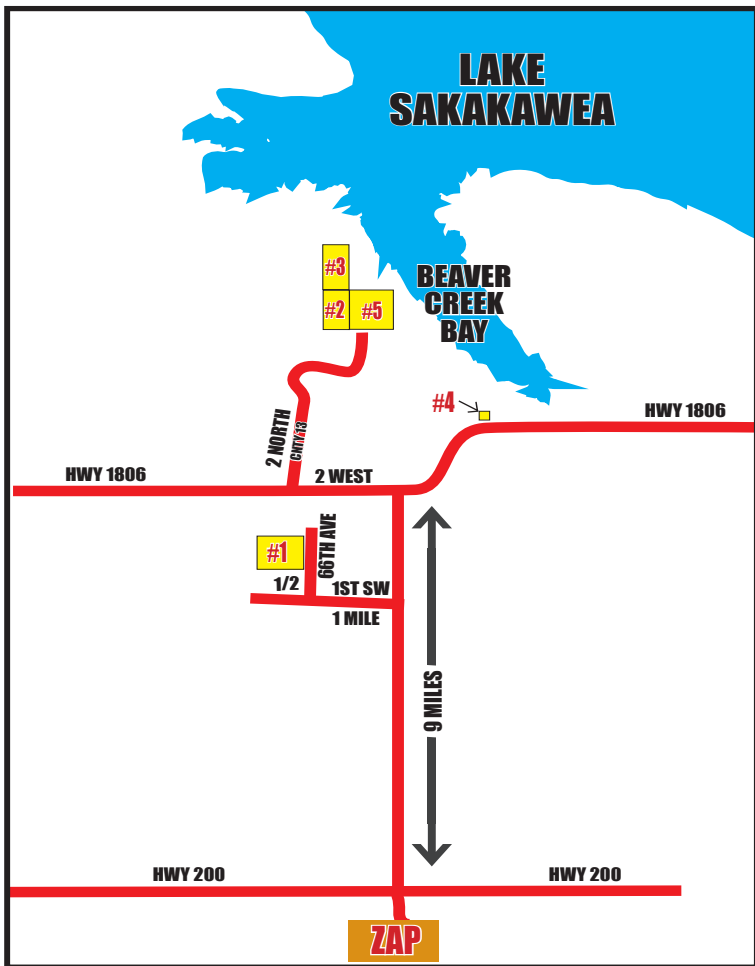 LAKE
SAKAKAWEA
#3
BEAVER
CREEK
BAY
#2
#5
#4
HWY 1806
2 NORTH
CNTY 13
HWY 1806
2 WEST
#1
66TH AVE
1/2
1ST SW
1 MILE
9 MILES
HWY 200
HWY 200
ZAP